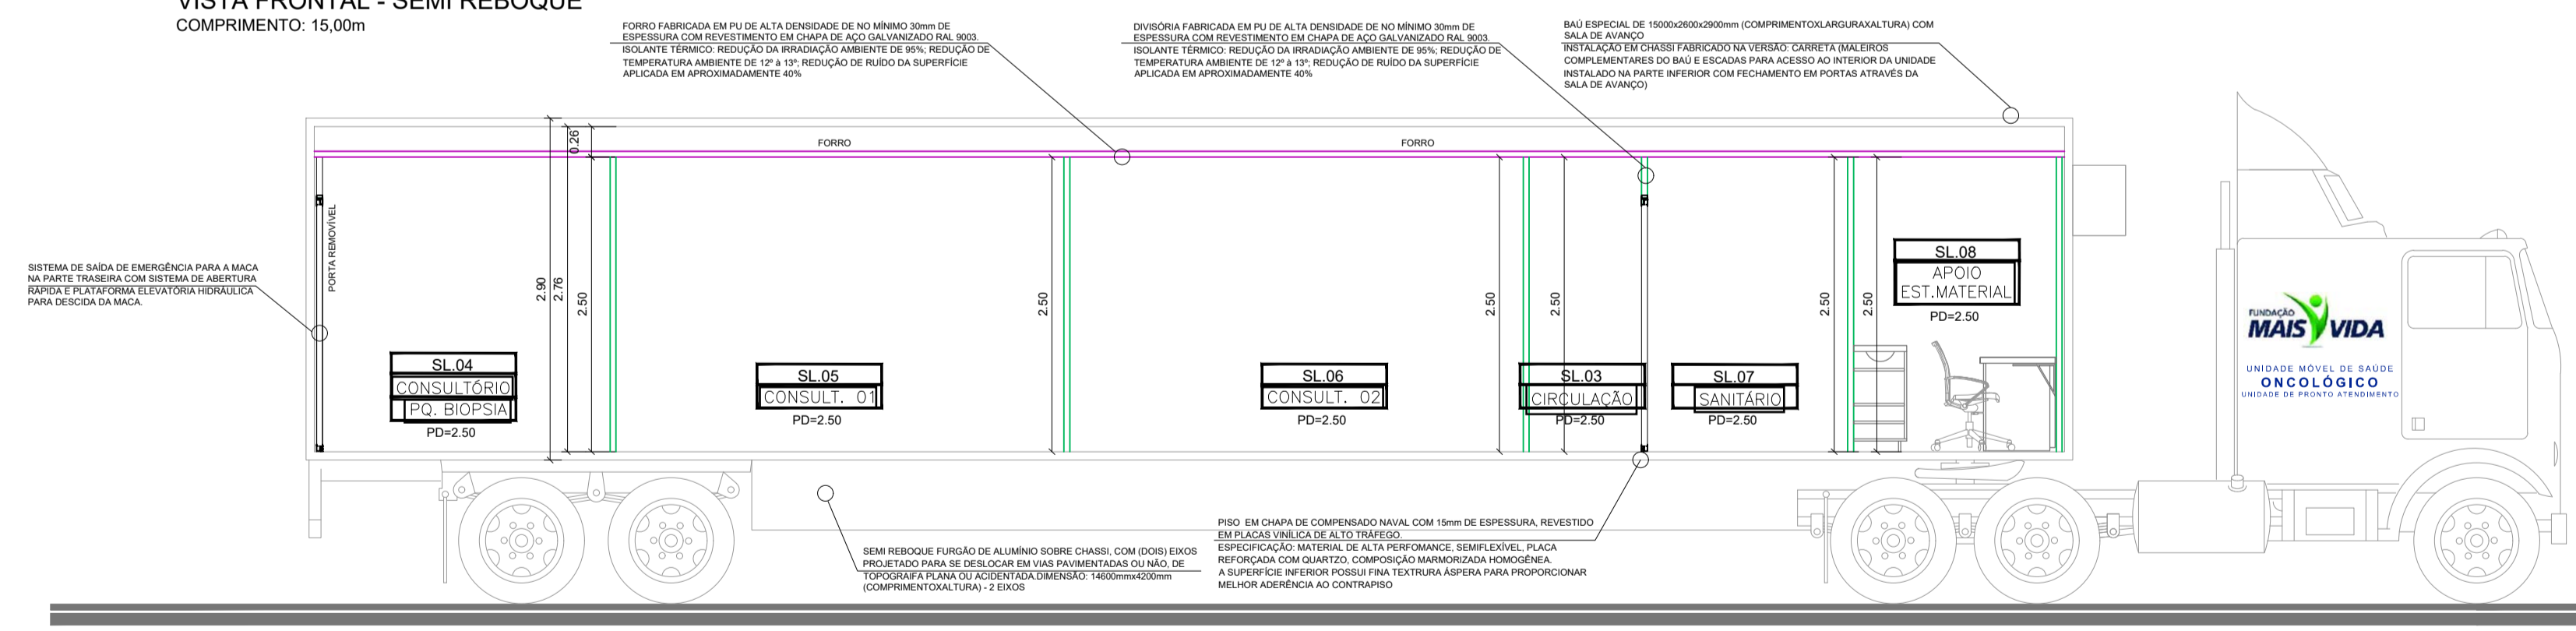 VISTA FRONTAL - SEMI REBOQUE
COMPRIMENTO: 15,00m
FORRO FABRICADA EM PU DE ALTA DENSIDADE DE NO MÍNIMO 30mm DE
ESPESSURA COM REVESTIMENTO EM CHAPA DE AÇO GALVANIZADO RAL 9003.
ISOLANTE TÉRMICO: REDUÇÃO DA IRRADIAÇÃO AMBIENTE DE 95%; REDUÇÃO DE
TEMPERATURA AMBIENTE DE 12º à 13º; REDUÇÃO DE RUÍDO DA SUPERFÍCIE
APLICADA EM APROXIMADAMENTE 40%
DIVISÓRIA FABRICADA EM PU DE ALTA DENSIDADE DE NO MÍNIMO 30mm DE
ESPESSURA COM REVESTIMENTO EM CHAPA DE AÇO GALVANIZADO RAL 9003.
ISOLANTE TÉRMICO: REDUÇÃO DA IRRADIAÇÃO AMBIENTE DE 95%; REDUÇÃO DE
TEMPERATURA AMBIENTE DE 12º à 13º; REDUÇÃO DE RUÍDO DA SUPERFÍCIE
APLICADA EM APROXIMADAMENTE 40%
BAÚ ESPECIAL DE 15000x2600x2900mm (COMPRIMENTOXLARGURAXALTURA) COM
SALA DE AVANÇO
INSTALAÇÃO EM CHASSI FABRICADO NA VERSÃO: CARRETA (MALEIROS
COMPLEMENTARES DO BAÚ E ESCADAS PARA ACESSO AO INTERIOR DA UNIDADE
INSTALADO NA PARTE INFERIOR COM FECHAMENTO EM PORTAS ATRAVÉS DA
SALA DE AVANÇO)
FORRO
FORRO
0.26
2.90
2.76
2.50
2.50
2.50
2.50
2.50
2.50
PORTA REMOVÍVEL
SISTEMA DE SAÍDA DE EMERGÊNCIA PARA A MACA
NA PARTE TRASEIRA COM SISTEMA DE ABERTURA
RÁPIDA E PLATAFORMA ELEVATÓRIA HIDRÁULICA
PARA DESCIDA DA MACA.
SL.04
CONSULTÓRIO
PQ. BIOPSIA
PD=2.50
SL.05
CONSULT. 01
PD=2.50
SL.06
CONSULT. 02
PD=2.50
SL.03
CIRCULAÇÃO
PD=2.50
SL.07
SANITÁRIO
PD=2.50
SL.08
APOIO
EST.MATERIAL
PD=2.50
FUNDAÇÃO
MAIS VIDA
UNIDADE MÓVEL DE SAÚDE
ONCOLÓGICO
UNIDADE DE PRONTO ATENDIMENTO
SEMI REBOQUE FURGÃO DE ALUMÍNIO SOBRE CHASSI, COM (DOIS) EIXOS
PROJETADO PARA SE DESLOCAR EM VIAS PAVIMENTADAS OU NÃO, DE
TOPOGRAIFA PLANA OU ACIDENTADA.DIMENSÃO: 14600mmx4200mm
(COMPRIMENTOXALTURA) - 2 EIXOS
PISO EM CHAPA DE COMPENSADO NAVAL COM 15mm DE ESPESSURA, REVESTIDO
EM PLACAS VINÍLICA DE ALTO TRÁFEGO.
ESPECIFICAÇÃO: MATERIAL DE ALTA PERFOMANCE, SEMIFLEXÍVEL, PLACA
REFORÇADA COM QUARTZO, COMPOSIÇÃO MARMORIZADA HOMOGÊNEA.
A SUPERFÍCIE INFERIOR POSSUI FINA TEXTRURA ÁSPERA PARA PROPORCIONAR
MELHOR ADERÊNCIA AO CONTRAPISO